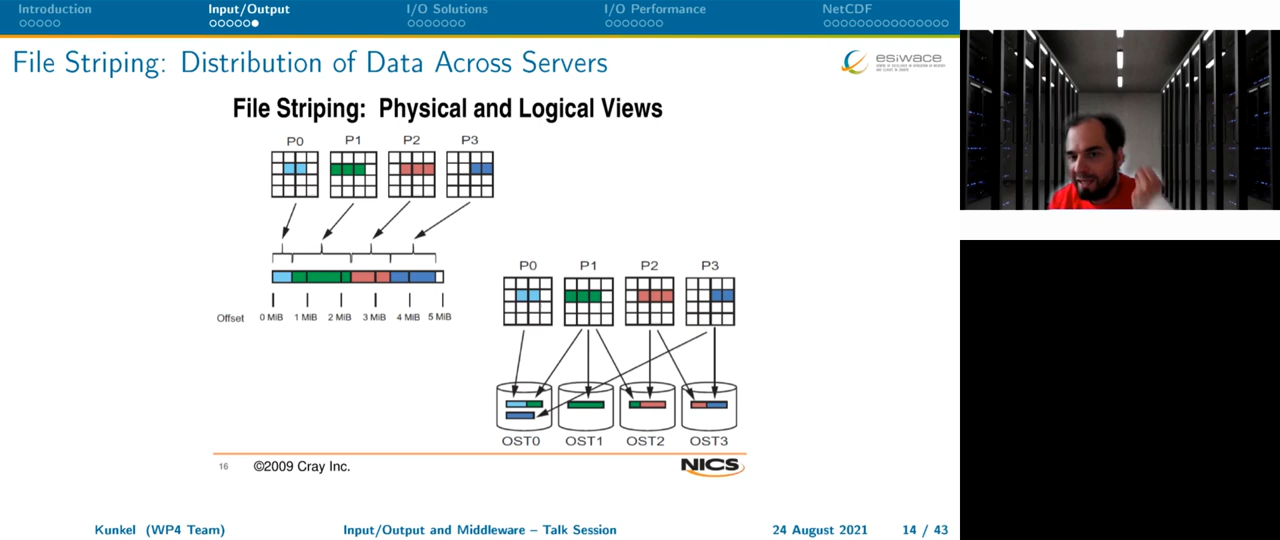 Introduction Input/Output I/O Solutions I/O Performance NetCDF
File Striping: Distribution of Data Across Servers
esiwace
File Striping: Physical and Logical Views
P0 P1 P2 P3
Offset 0 MiB 1 MiB 2 MiB 3 MiB 4 MiB 5 MiB
P0 P1 P2 P3
OST0 OST1 OST2 OST3
16 ©2009 Cray Inc. NICS
Kunkel (WP4 Team) Input/Output and Middleware – Talk Session 24 August 2021 14 / 43